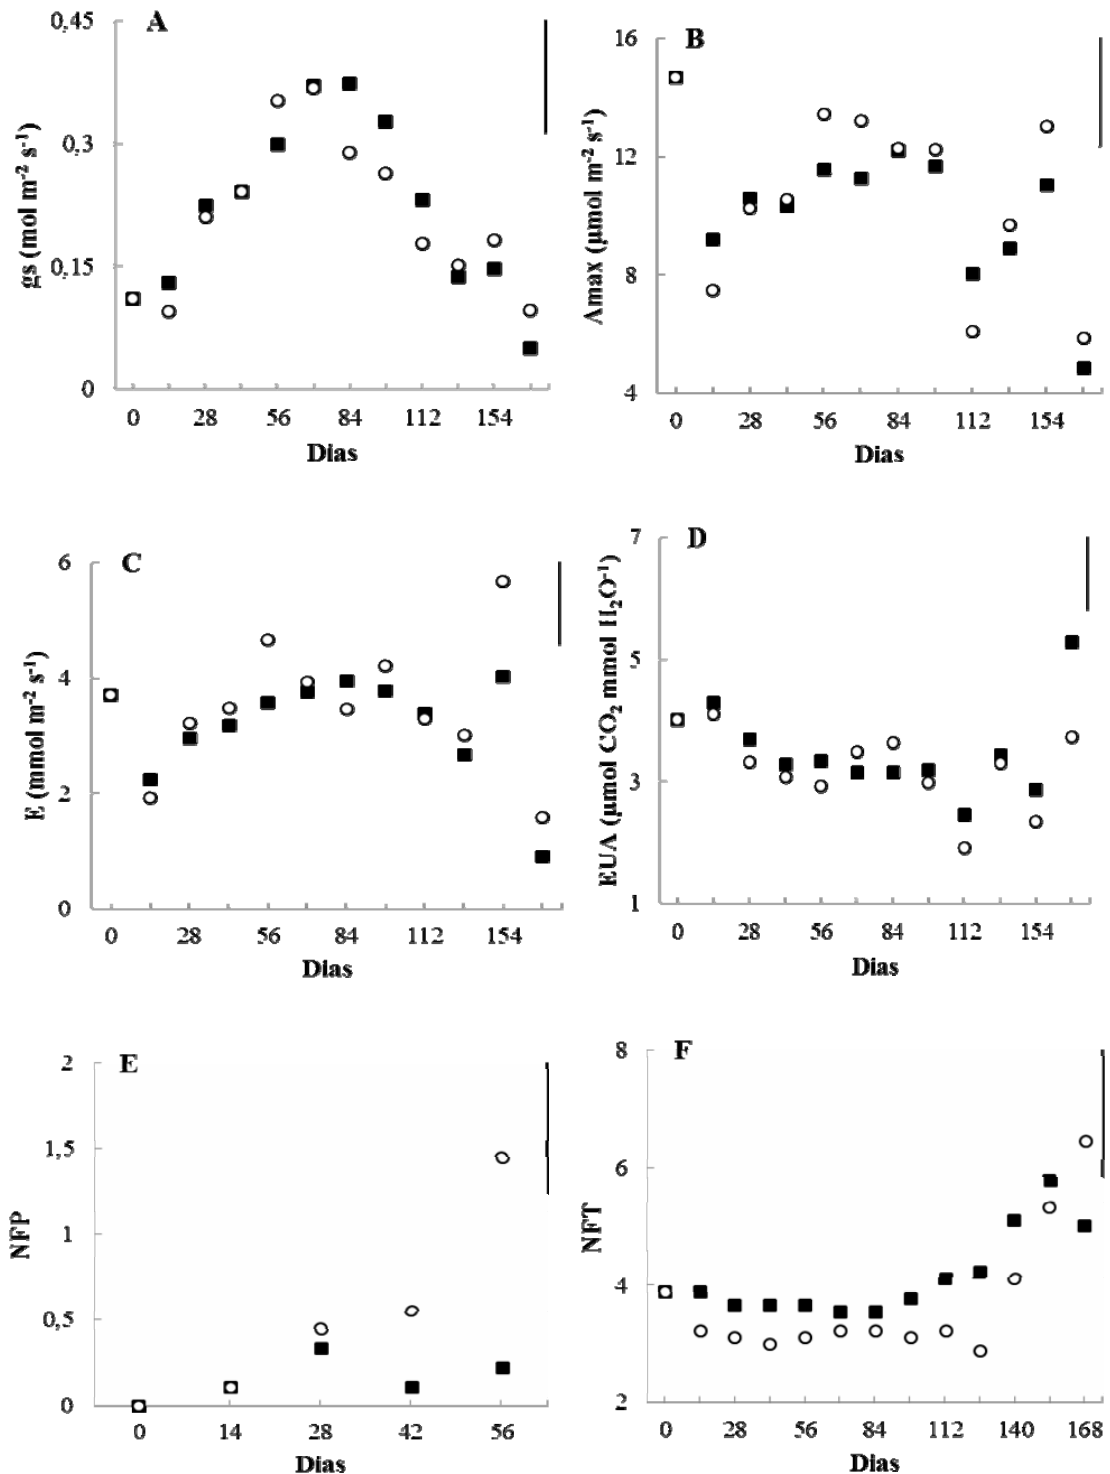 A
0,45
0,3
0,15
0
gs (mol m-2 s-1)
0 28 56 84 112 154
Dias
B
16
12
8
4
Amax (µmol m-2 s-1)
0 28 56 84 112 154
Dias
C
6
4
2
0
E (mmol m-2 s-1)
0 28 56 84 112 154
Dias
D
7
5
3
1
EUA (µmol CO2 mmol H2O-1)
0 28 56 84 112 154
Dias
E
2
1,5
1
0,5
0
NFP
0 14 28 42 56
Dias
F
8
6
4
2
NFT
0 28 56 84 112 140 168
Dias